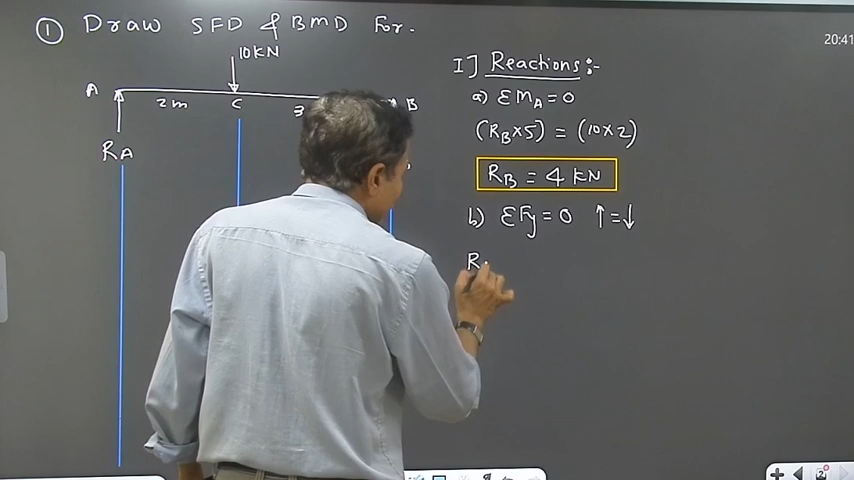 ① Draw SFD & BMD For.
20:41
10KN
A
2m
C
3
B
RA
I] Reactions:-
a) ΣMA=0
(RB×5) = (10×2)
RB = 4 KN
b) ΣFy=0 ↑=↓
R
2